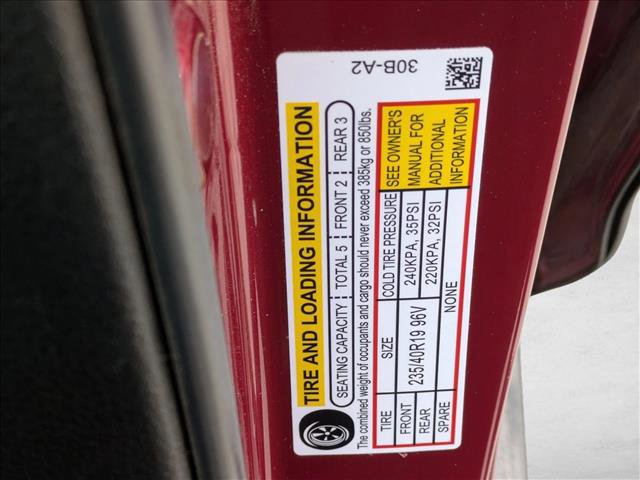 30B-A2
TIRE AND LOADING INFORMATION
SEATING CAPACITY TOTAL 5 FRONT 2 REAR 3
The combined weight of occupants and cargo should never exceed 385kg or 850lbs.
TIRE SIZE COLD TIRE PRESSURE SEE OWNER'S
FRONT 235/40R19 96V 240KPA, 35PSI MANUAL FOR
REAR 220KPA, 32PSI ADDITIONAL
SPARE NONE INFORMATION